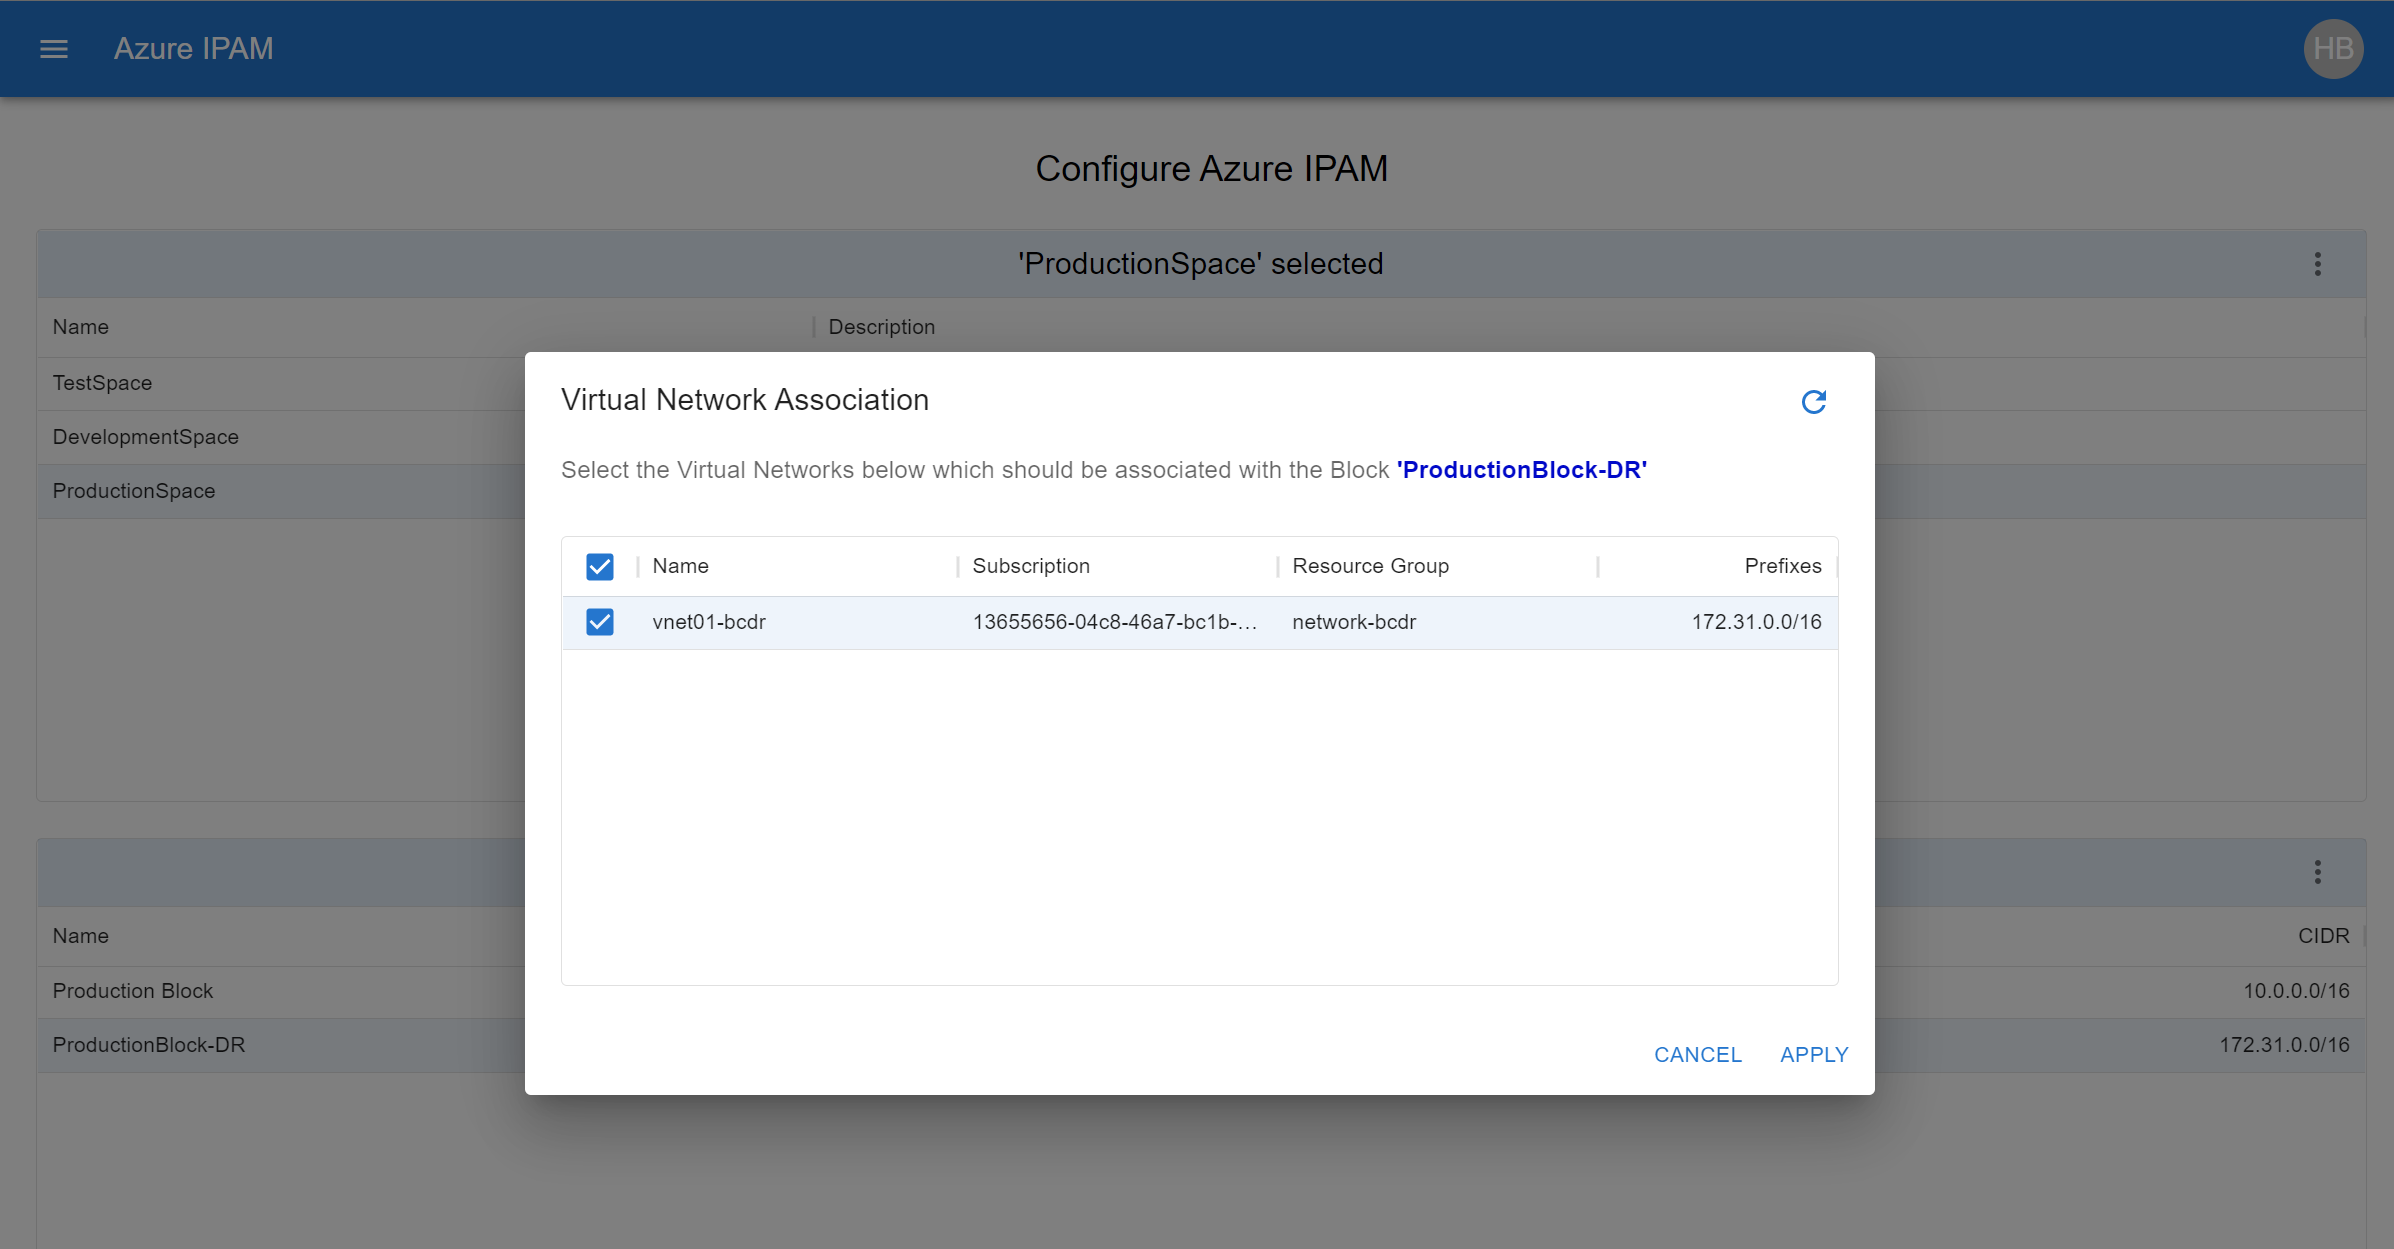 Azure IPAM
HB
Configure Azure IPAM
'ProductionSpace' selected
Name Description
TestSpace
DevelopmentSpace
ProductionSpace
Virtual Network Association
Select the Virtual Networks below which should be associated with the Block 'ProductionBlock-DR'
Name Subscription Resource Group Prefixes
vnet01-bcdr 13655656-04c8-46a7-bc1b-... network-bcdr 172.31.0.0/16
CANCEL APPLY
Name CIDR
Production Block 10.0.0.0/16
ProductionBlock-DR 172.31.0.0/16